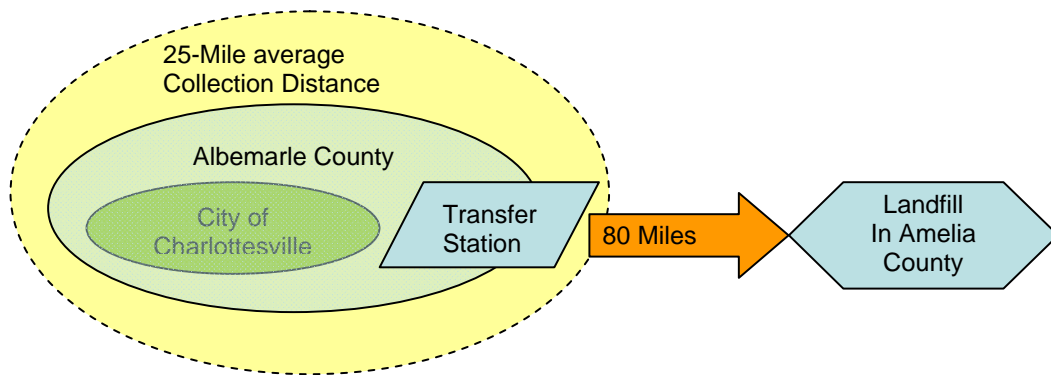 25-Mile average
Collection Distance
Albemarle County
City of
Charlottesville
Transfer
Station
80 Miles
Landfill
In Amelia
County